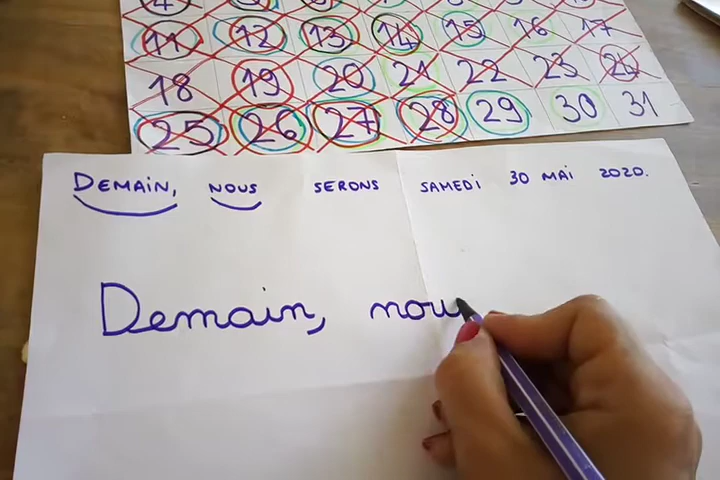 11 12 13 14 15 16 17
18 19 20 21 22 23
25 26 27 28 29 30 31
DEMAIN, NOUS SERONS SAMEDI 30 MAI 2020.
Demain, nou